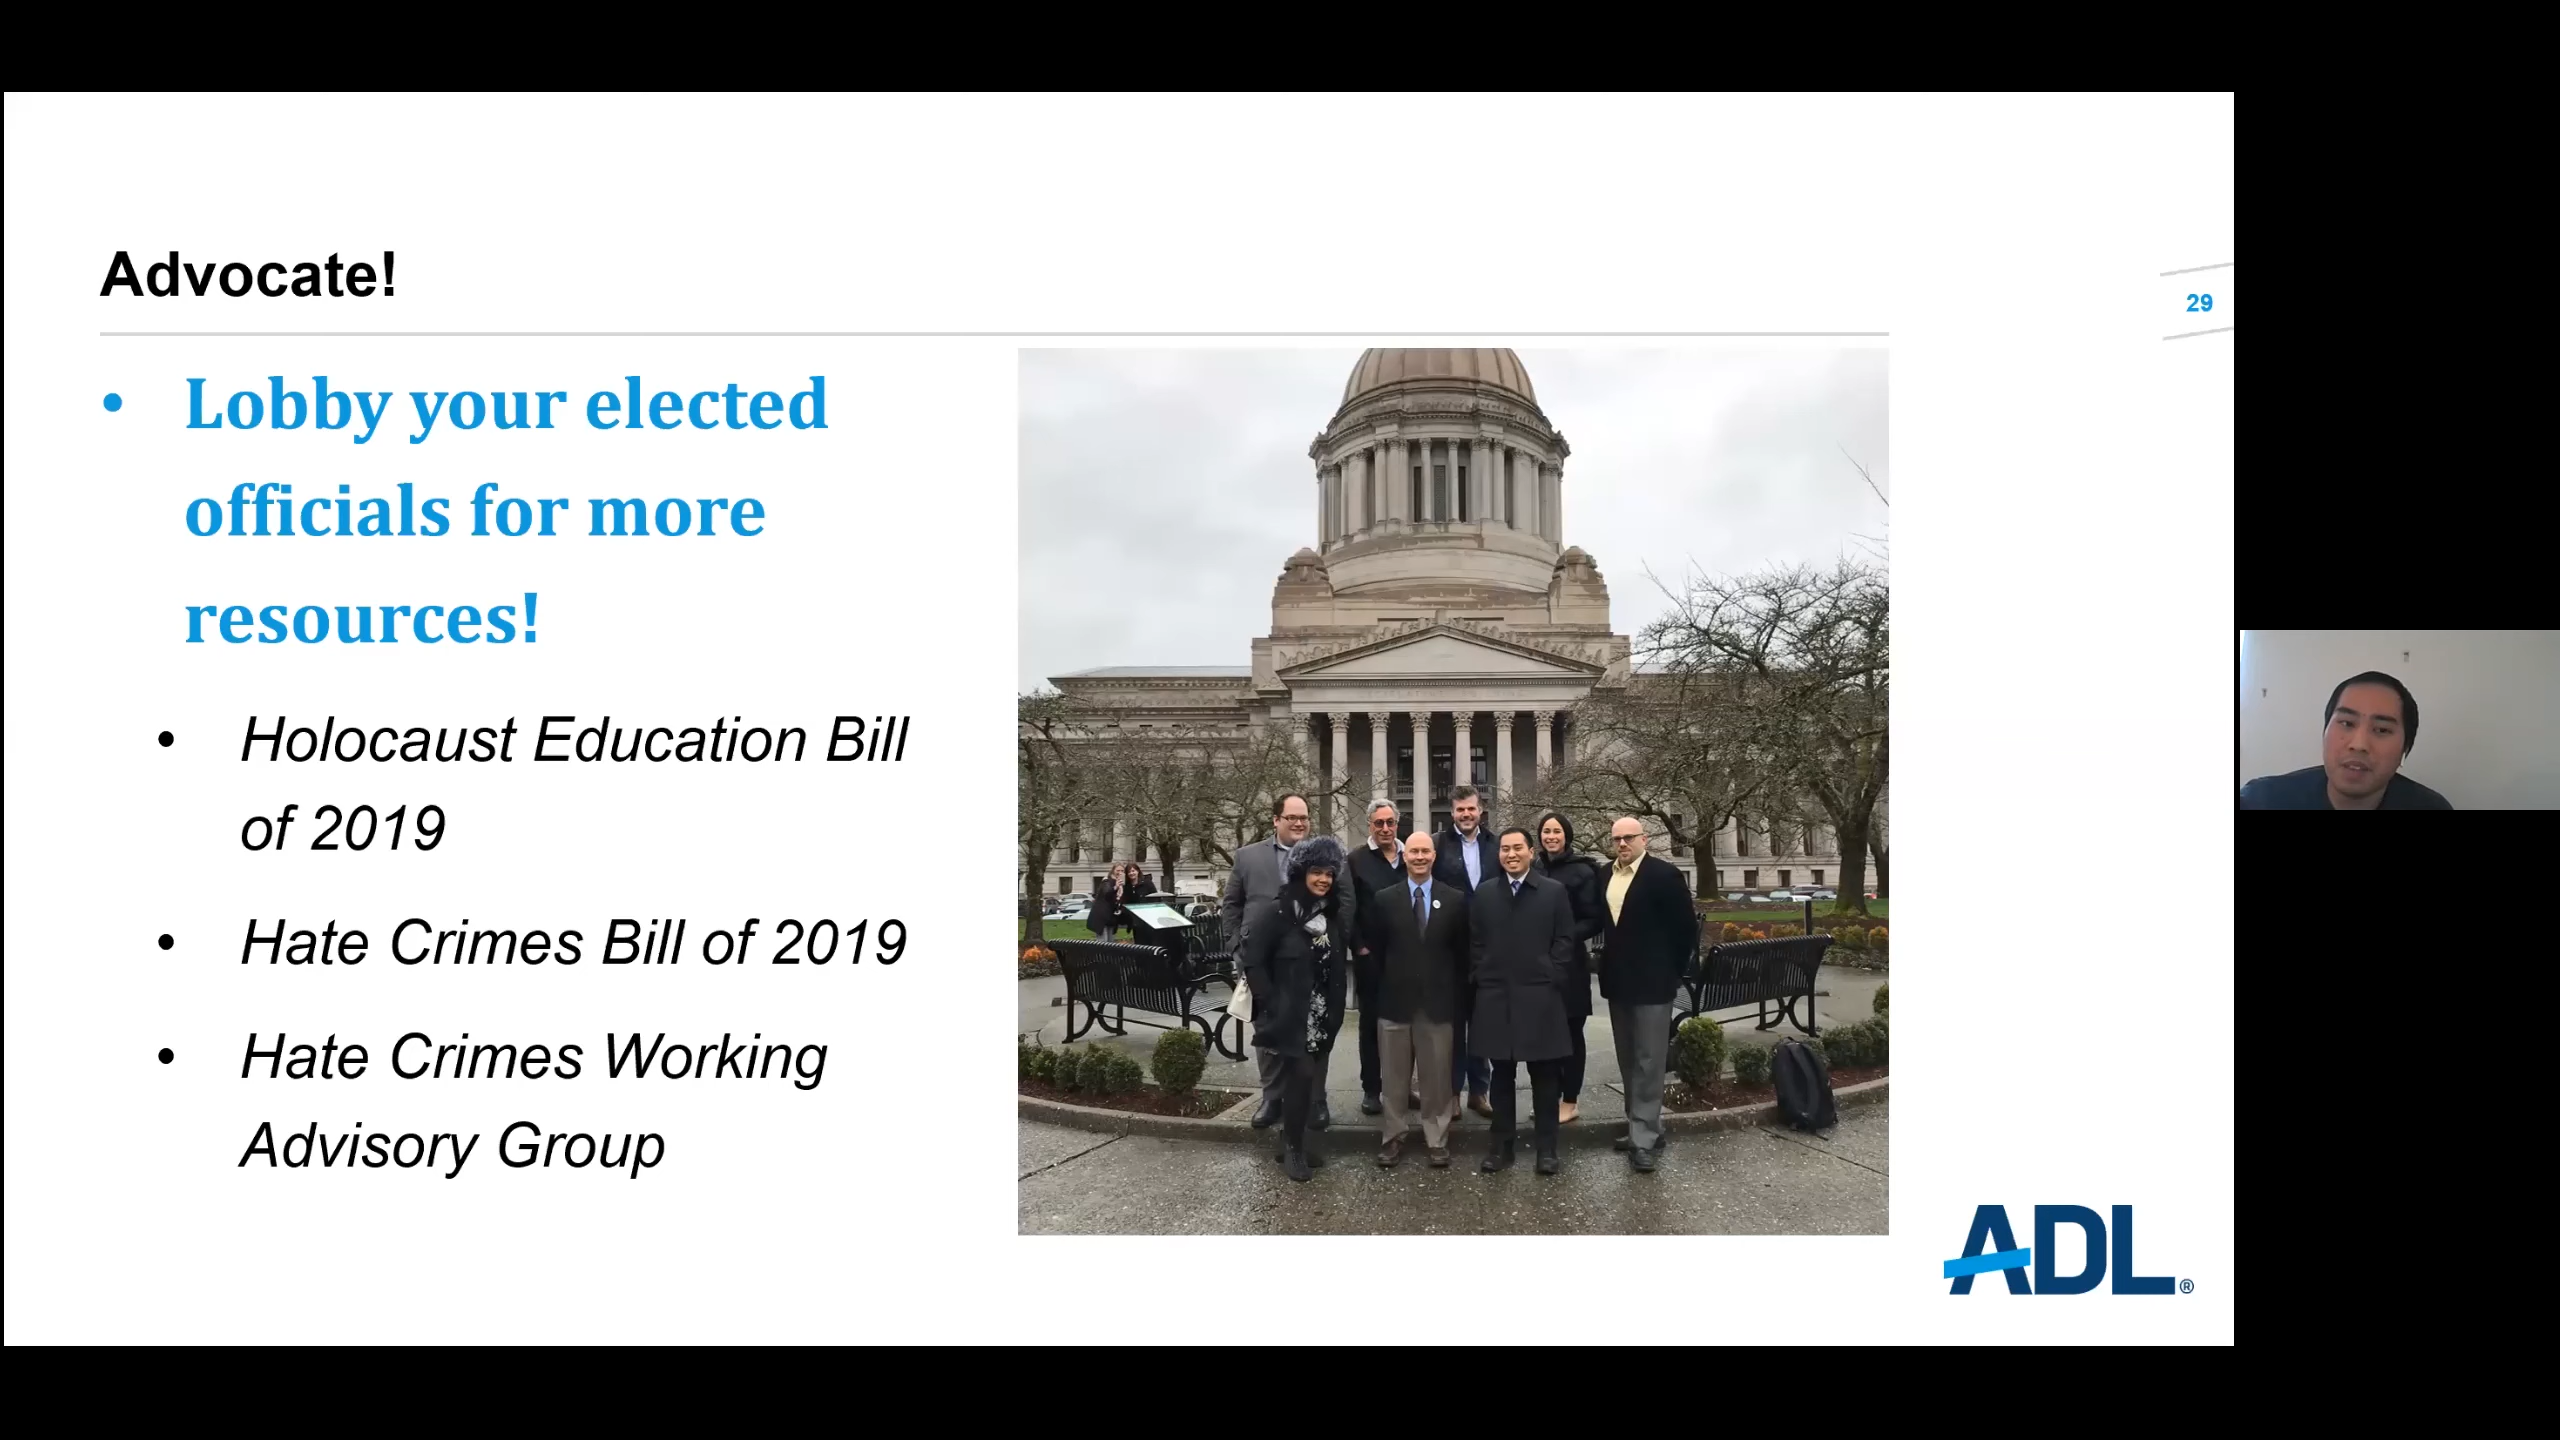 Advocate!
29
• Lobby your elected
officials for more
resources!
• Holocaust Education Bill
of 2019
• Hate Crimes Bill of 2019
• Hate Crimes Working
Advisory Group
ADL®